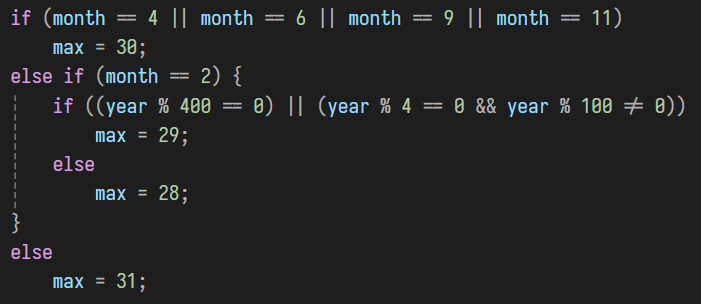 if (month == 4 || month == 6 || month == 9 || month == 11)
    max = 30;
else if (month == 2) {
    if ((year % 400 == 0) || (year % 4 == 0 && year % 100 != 0))
        max = 29;
    else
        max = 28;
}
else
    max = 31;